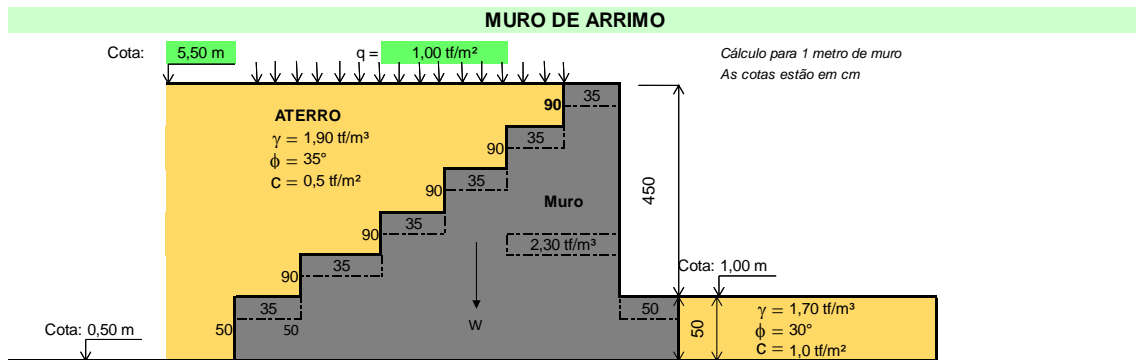 MURO DE ARRIMO
Cota: 5,50 m q = 1,00 tf/m²
Cálculo para 1 metro de muro
As cotas estão em cm
90 35
ATERRO
γ = 1,90 tf/m³
ϕ = 35°
C = 0,5 tf/m²
90 35
90 35
Muro
450
90 35
2,30 tf/m³
90 35
Cota: 1,00 m
35 50
50 50
W
50
γ = 1,70 tf/m³
ϕ = 30°
C = 1,0 tf/m²
Cota: 0,50 m